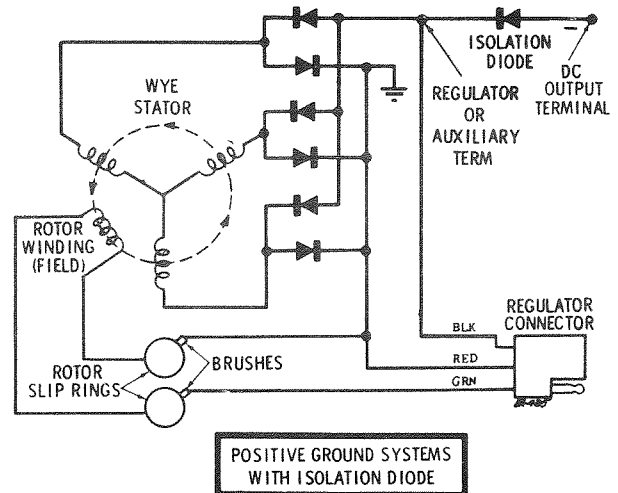 WYE
STATOR
ISOLATION
DIODE
–
DC
OUTPUT
TERMINAL
REGULATOR
OR
AUXILIARY
TERM
ROTOR
WINDING
(FIELD)
REGULATOR
CONNECTOR
BLK
RED
GRN
BRUSHES
ROTOR
SLIP RINGS
POSITIVE GROUND SYSTEMS
WITH ISOLATION DIODE